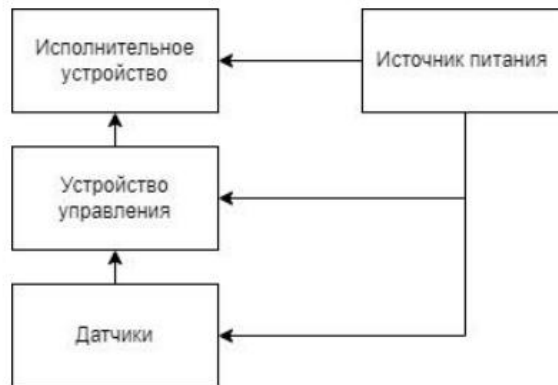 Исполнительное
устройство
Источник питания
Устройство
управления
Датчики